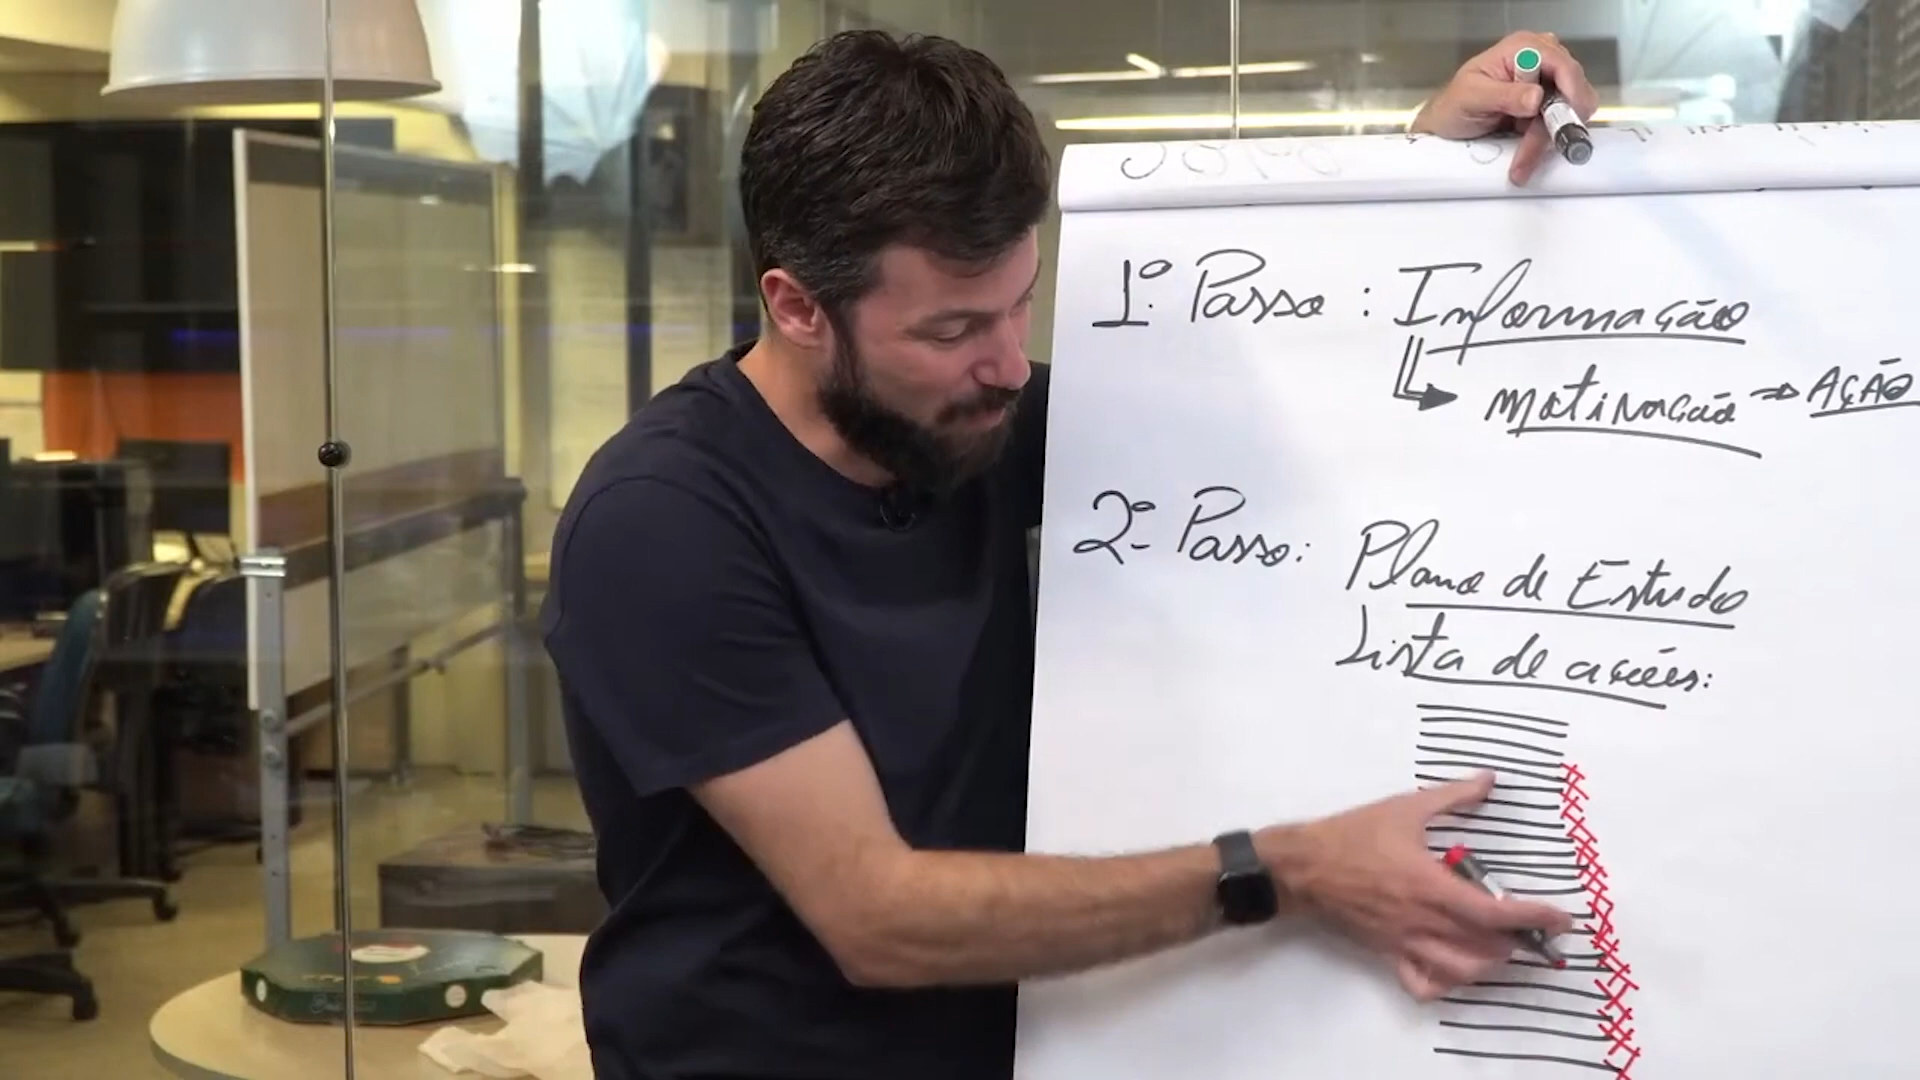 1º Passo: Informação
Motivação ⇒ AÇÃO
2º Passo: Plano de Estudo
Lista de ações: